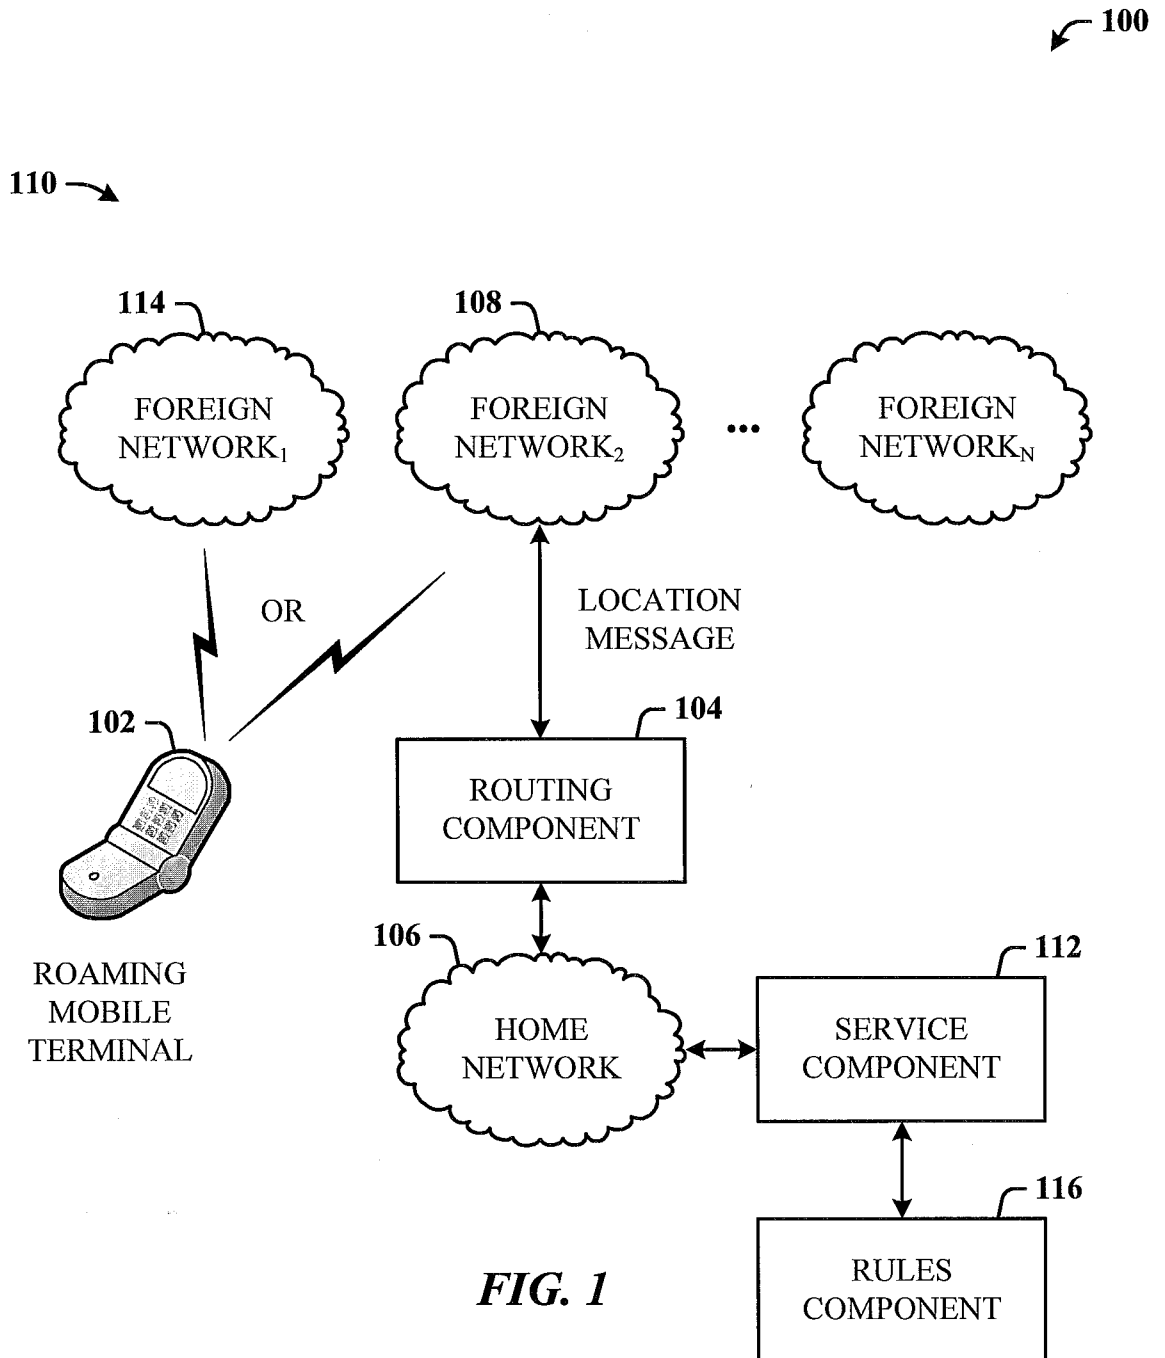 100
110
114
108
FOREIGN
NETWORK₁
FOREIGN
NETWORK₂
...
FOREIGN
NETWORKN
OR
LOCATION
MESSAGE
102
104
ROUTING
COMPONENT
106
112
ROAMING
MOBILE
TERMINAL
HOME
NETWORK
SERVICE
COMPONENT
116
RULES
COMPONENT
FIG. 1